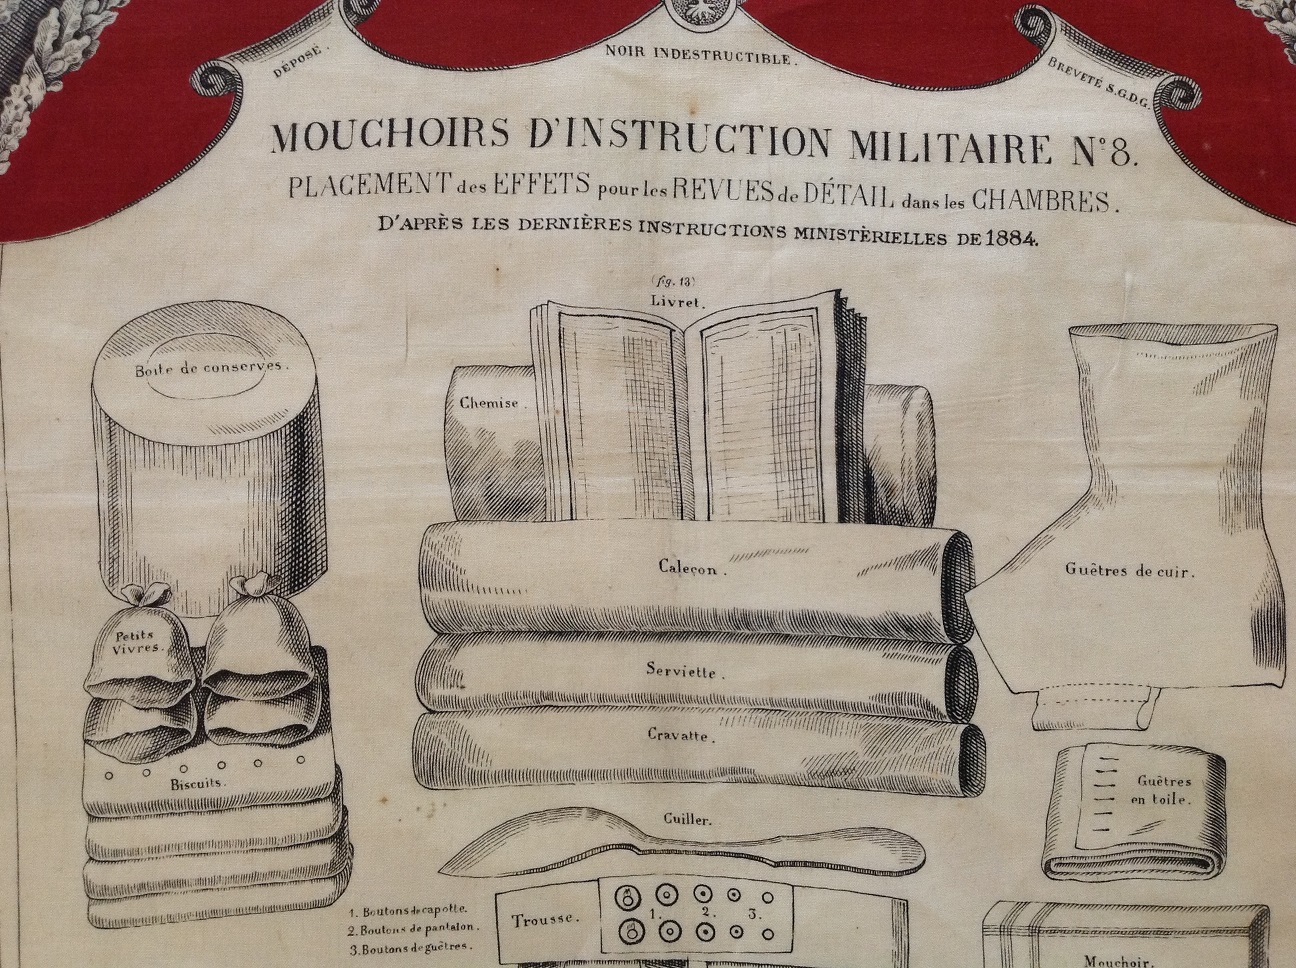 DÉPOSÉ.
NOIR INDESTRUCTIBLE.
BREVETÉ S.G.D.G.
MOUCHOIRS D'INSTRUCTION MILITAIRE N° 8.
PLACEMENT des EFFETS pour les REVUES de DÉTAIL dans les CHAMBRES.
D'APRÈS LES DERNIÈRES INSTRUCTIONS MINISTÈRIELLES DE 1884.
(fig. 13)
Livret.
Boite de conserves.
Chemise.
Caleçon.
Guêtres de cuir.
Petits
Vivres.
Serviette.
Cravatte.
Biscuits.
Guêtres
en toile.
Cuiller.
1. Boutons de capotte.
2. Boutons de pantalon.
3. Boutons de guêtres.
Trousse.
1. 2. 3.
Mouchoir.